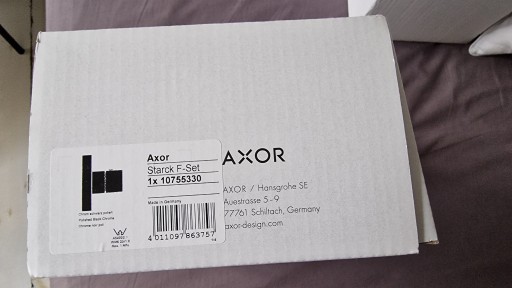 Axor
Starck F-Set
1x 10755330
Made in Germany
4 011097 863757
AXOR
AXOR / Hansgrohe SE
Auestrasse 5-9
77761 Schiltach, Germany
axor-design.com